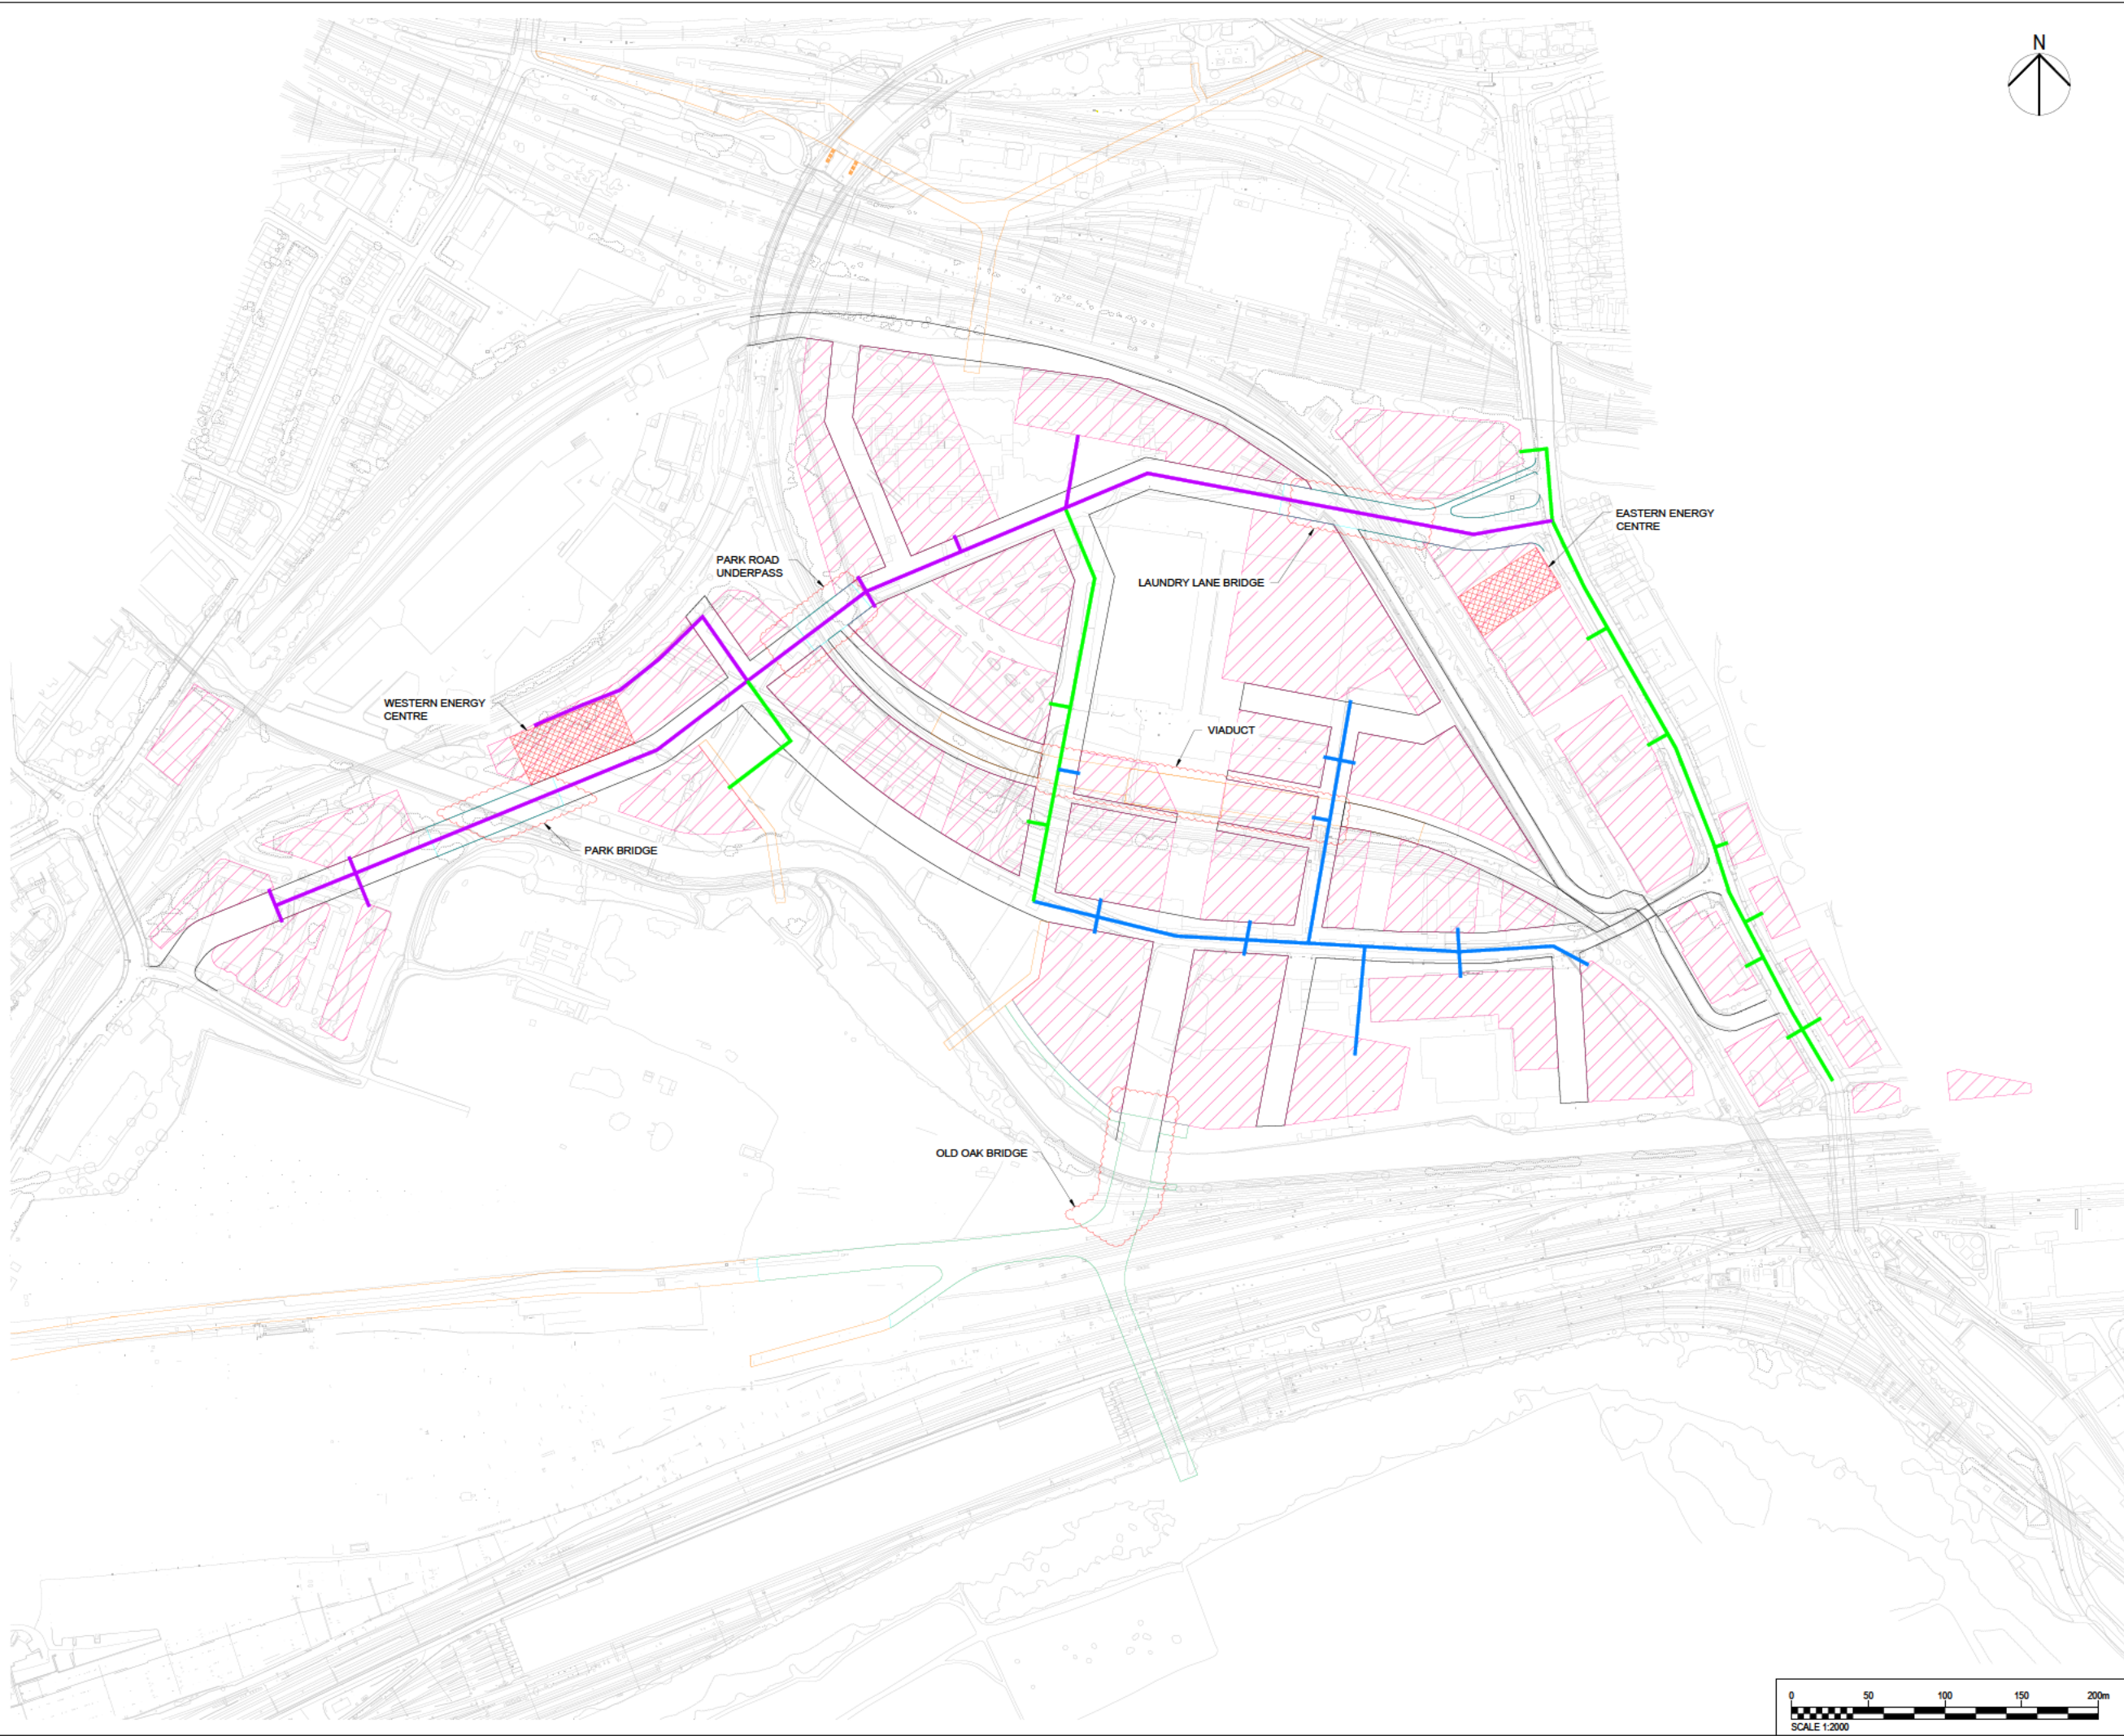 N
EASTERN ENERGY
CENTRE
PARK ROAD
UNDERPASS
LAUNDRY LANE BRIDGE
WESTERN ENERGY
CENTRE
VIADUCT
PARK BRIDGE
OLD OAK BRIDGE
0 50 100 150 200m
SCALE 1:2000